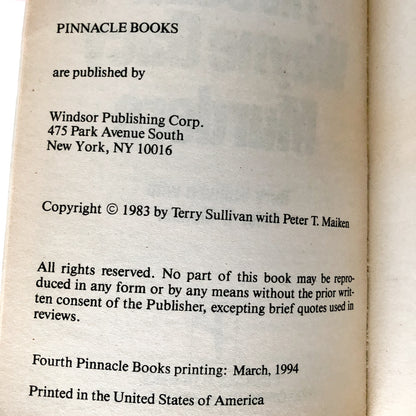 PINNACLE BOOKS
are published by
Windsor Publishing Corp.
475 Park Avenue South
New York, NY 10016
Copyright © 1983 by Terry Sullivan with Peter T. Maiken
All rights reserved. No part of this book may be repro-
duced in any form or by any means without the prior writ-
ten consent of the Publisher, excepting brief quotes used in
reviews.
Fourth Pinnacle Books printing: March, 1994
Printed in the United States of America